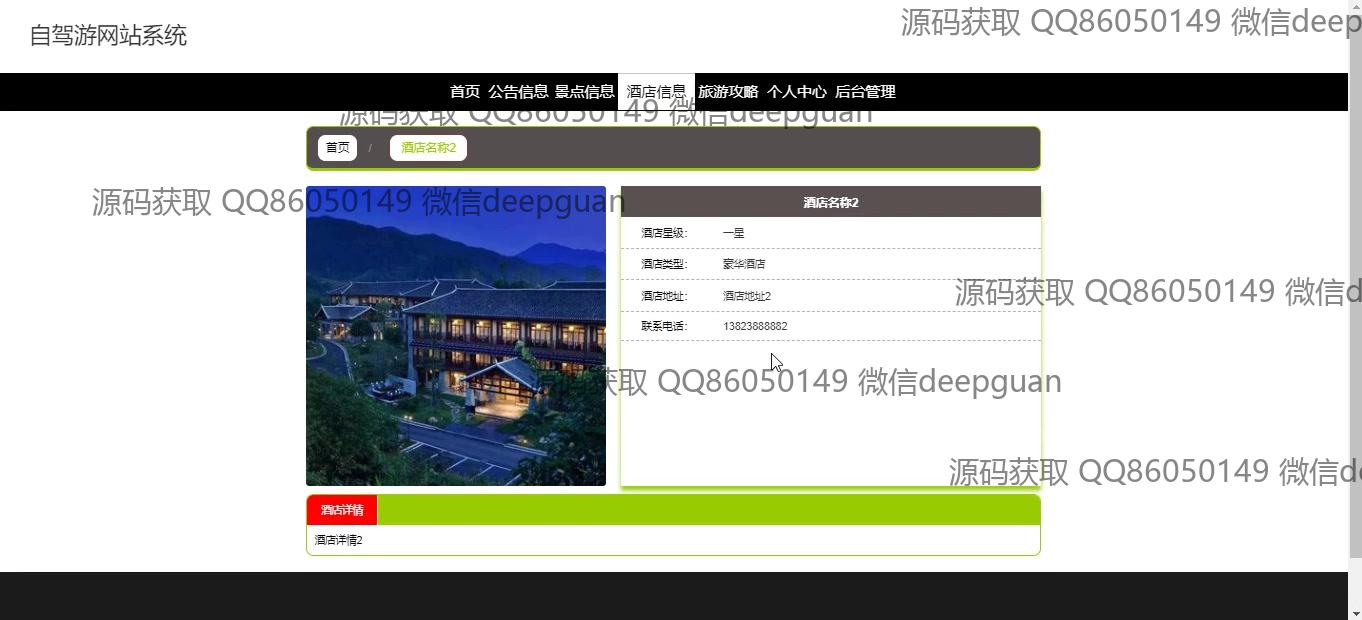 自驾游网站系统
源码获取 QQ86050149 微信deep
首页 公告信息 景点信息 酒店信息 旅游攻略 个人中心 后台管理
源码获取 QQ86050149 微信deepguan
首页 / 酒店名称2
源码获取 QQ86050149 微信deepguan
酒店名称2
酒店星级： 一星
酒店类型： 豪华酒店
酒店地址： 酒店地址2
源码获取 QQ86050149 微信d
联系电话： 13823888882
源码获取 QQ86050149 微信deepguan
源码获取 QQ86050149 微信de
酒店详情
酒店详情2